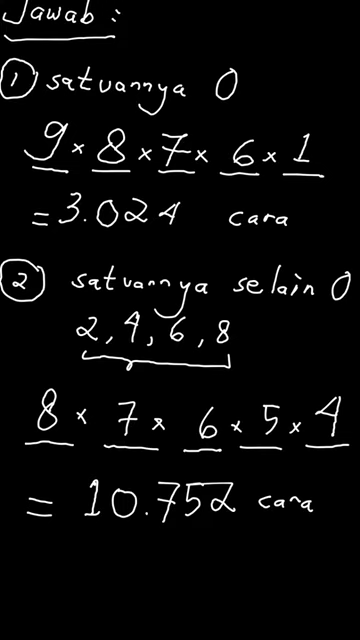 Jawab :
① satuannya 0
9 × 8 × 7 × 6 × 1
= 3.024 cara
② satuannya selain 0
2, 4, 6, 8
8 × 7 × 6 × 5 × 4
= 10.752 cara